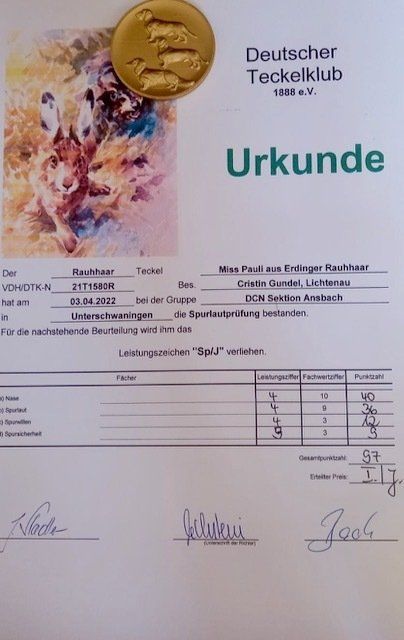 Deutscher
Teckelklub
1888 e.V.
Urkunde
Der Rauhhaar Teckel Miss Pauli aus Erdinger Rauhhaar
VDH/DTK-N 21T1580R Bes. Cristin Gundel, Lichtenau
hat am 03.04.2022 bei der Gruppe DCN Sektion Ansbach
in Unterschwaningen die Spurlautprüfung bestanden.
Für die nachstehende Beurteilung wird ihm das
Leistungszeichen "Sp/J" verliehen.
Fächer Leistungsziffer Fachwertziffer Punktzahl
) Nase 4 10 40
) Spurlaut 4 9 36
) Spurwillen 4 3 12
) Spursicherheit 3 9
Gesamtpunktzahl: 97
Erteilter Preis: I. J.
(Unterschrift der Richter)